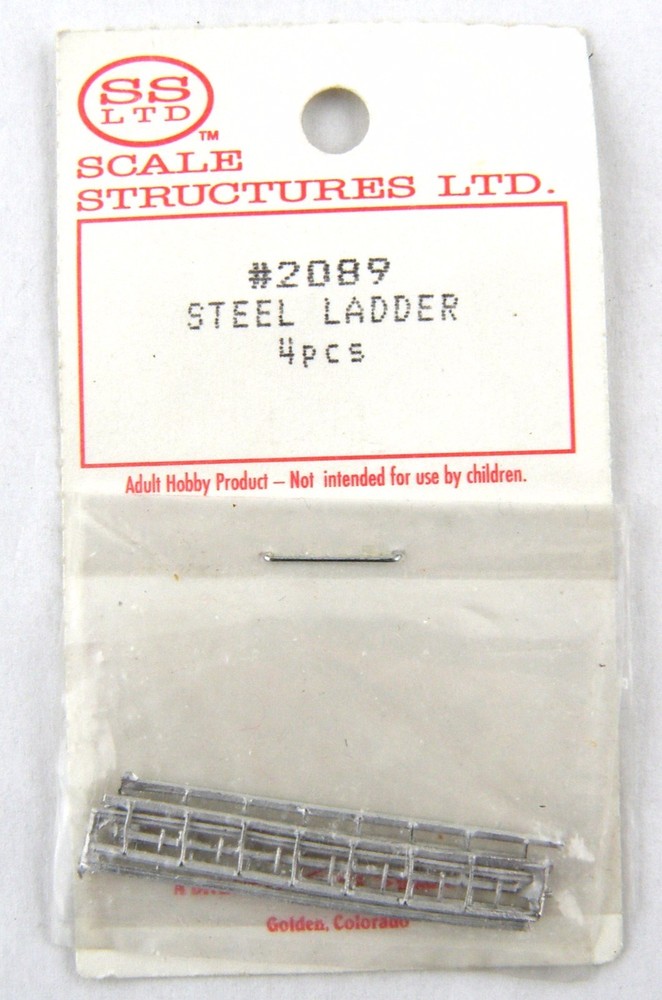 SS
LTD
™
SCALE
STRUCTURES LTD.
#2089
STEEL LADDER
4pcs
Adult Hobby Product – Not intended for use by children.
Golden, Colorado